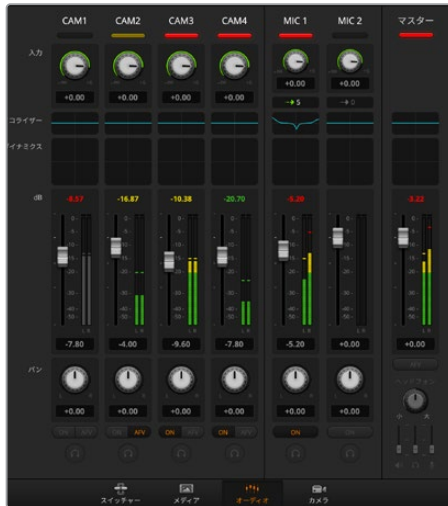 CAM1 CAM2 CAM3 CAM4 MIC 1 MIC 2 マスター
入力
+0.00 +0.00 +0.00 +0.00 +0.00 +0.00
5 0
コライザー
イナミクス
dB -8.57 -16.87 -10.38 -20.70 -5.20 -3.22
-7.80 -4.00 -9.60 -7.80 -5.20 +0.00 +0.00
パン
+0.00 +0.00 +0.00 +0.00 +0.00 +0.00
AFV
ヘッドフォン
小 大
ON AFV ON AFV ON AFV ON AFV ON ON
スイッチャー メディア オーディオ カメラ